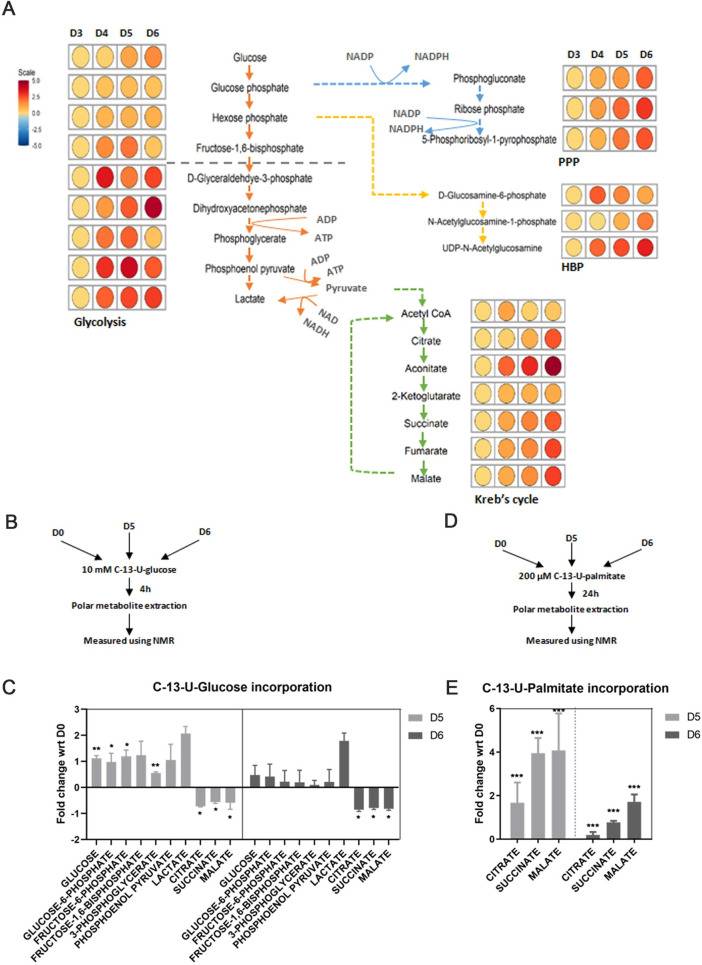 A
D3 D4 D5 D6
Scale
5.0
2.5
0.0
-2.5
-5.0
Glycolysis
Glucose
Glucose phosphate
Hexose phosphate
Fructose-1,6-bisphosphate
D-Glyceraldehdye-3-phosphate
Dihydroxyacetonephosphate
Phosphoglycerate
Phosphoenol pyruvate
Lactate
ADP
ATP
ADP
ATP
Pyruvate
NAD
NADH
NADP
NADPH
Phosphogluconate
Ribose phosphate
NADP
NADPH
5-Phosphoribosyl-1-pyrophosphate
D3 D4 D5 D6
PPP
D-Glucosamine-6-phosphate
N-Acetylglucosamine-1-phosphate
UDP-N-Acetylglucosamine
D3 D4 D5 D6
HBP
Acetyl CoA
Citrate
Aconitate
2-Ketoglutarate
Succinate
Fumarate
Malate
Kreb's cycle
B
D0 D5 D6
10 mM C-13-U-glucose
4h
Polar metabolite extraction
Measured using NMR
D
D0 D5 D6
200 µM C-13-U-palmitate
24h
Polar metabolite extraction
Measured using NMR
C
C-13-U-Glucose incorporation
Fold change wrt D0
3
2
1
0
-1
-2
** * * ** * * *
* * *
D5
D6
GLUCOSE
GLUCOSE-6-PHOSPHATE
FRUCTOSE-6-PHOSPHATE
FRUCTOSE-1,6-BISPHOSPHATE
3-PHOSPHOGLYCERATE
PHOSPHOENOL PYRUVATE
LACTATE
CITRATE
SUCCINATE
MALATE
GLUCOSE
GLUCOSE-6-PHOSPHATE
FRUCTOSE-6-PHOSPHATE
FRUCTOSE-1,6-BISPHOSPHATE
3-PHOSPHOGLYCERATE
PHOSPHOENOL PYRUVATE
LACTATE
CITRATE
SUCCINATE
MALATE
E
C-13-U-Palmitate incorporation
Fold change wrt D0
6
4
2
0
*** *** ***
*** *** ***
D5
D6
CITRATE
SUCCINATE
MALATE
CITRATE
SUCCINATE
MALATE